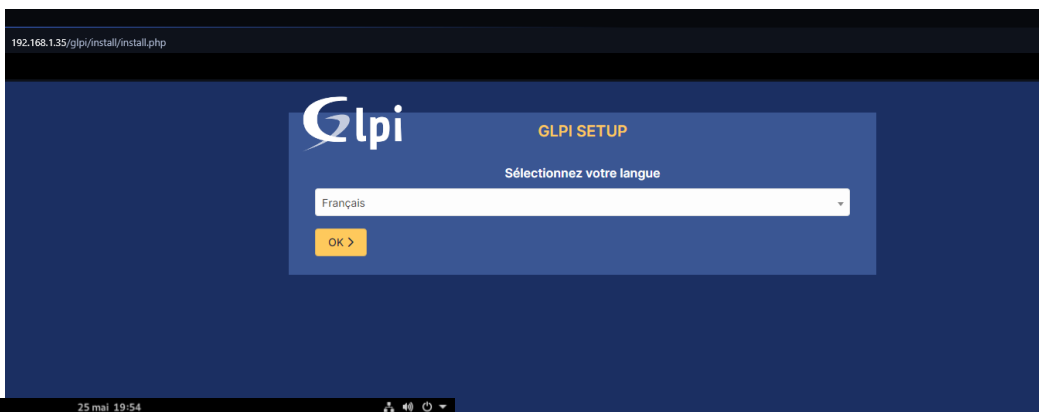 192.168.1.35/glpi/install/install.php
Glpi
GLPI SETUP
Sélectionnez votre langue
Français
OK
25 mai 19:54